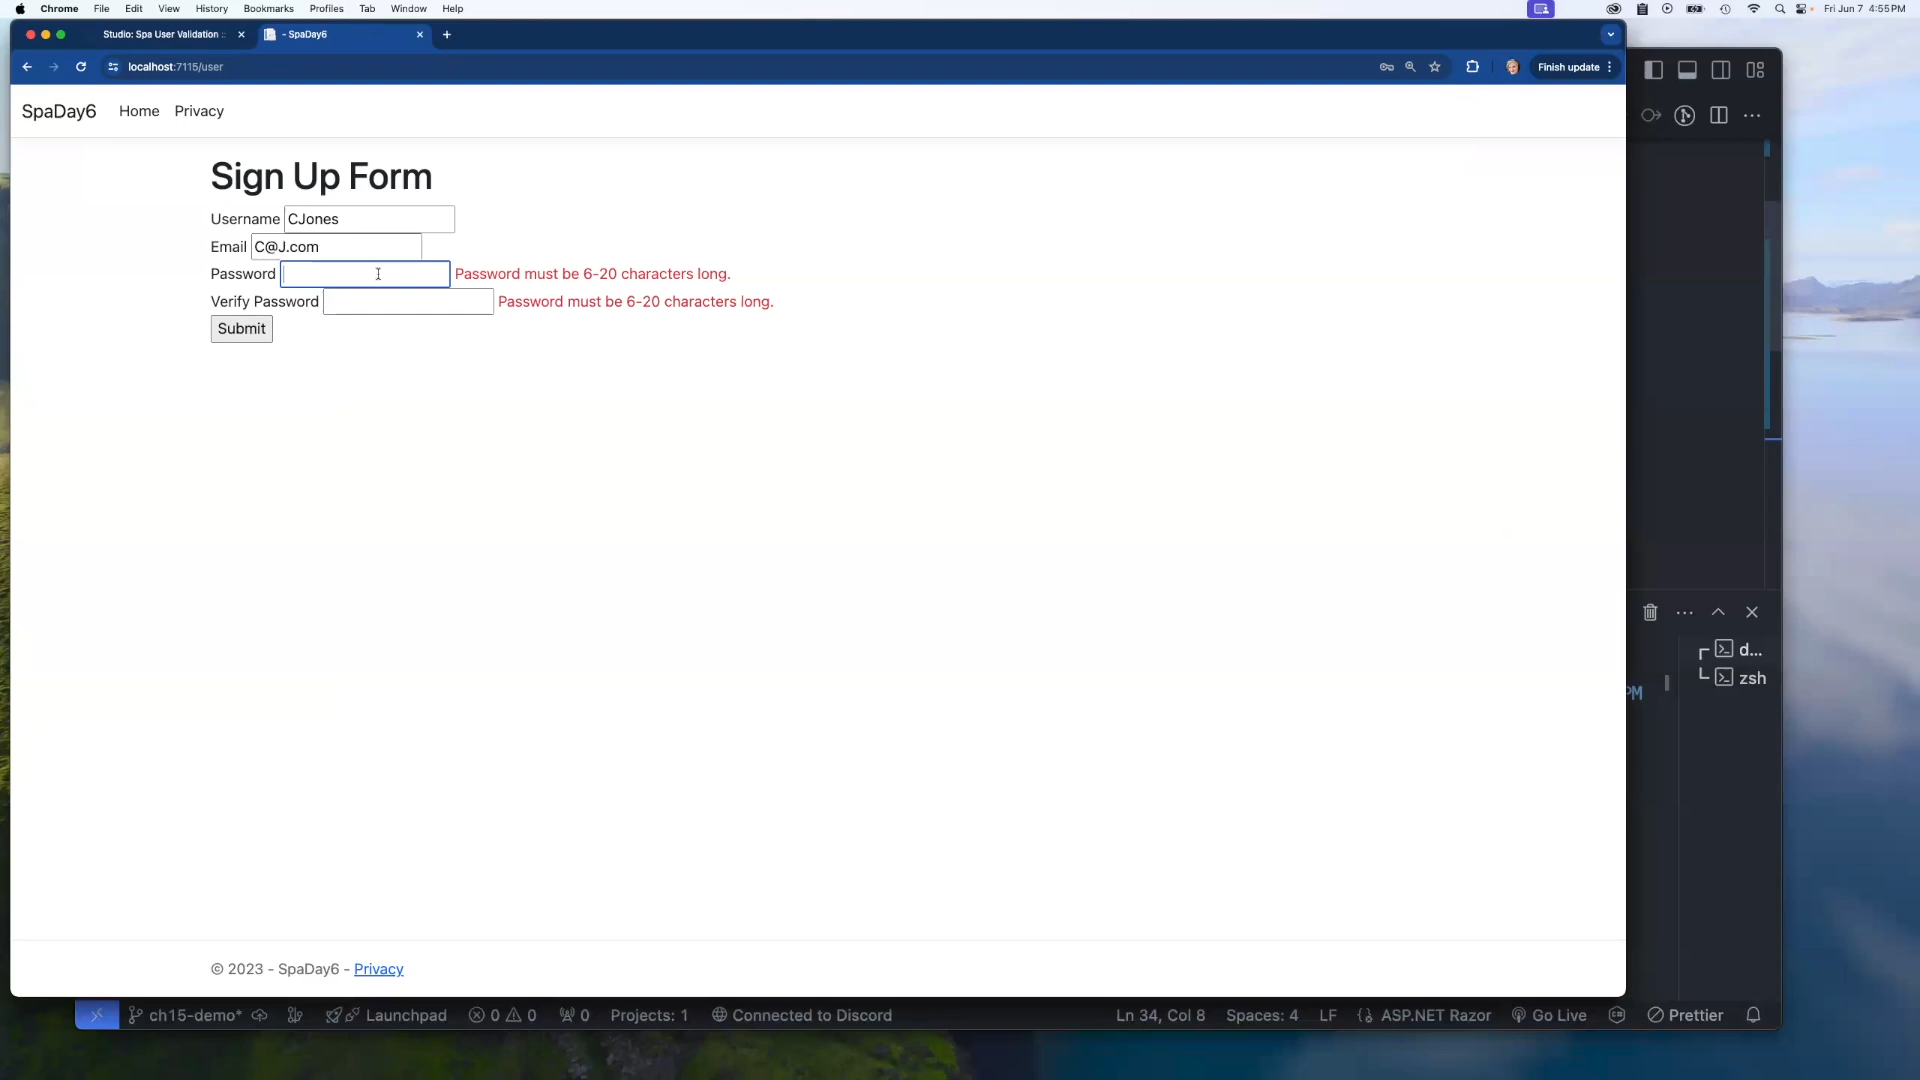 Chrome File Edit View History Bookmarks Profiles Tab Window Help
Fri Jun 7 4:55 PM
Studio: Spa User Validation :
- SpaDay6
localhost:7115/user
Finish update
SpaDay6 Home Privacy
Sign Up Form
Username CJones
Email C@J.com
Password Password must be 6-20 characters long.
Verify Password Password must be 6-20 characters long.
Submit
d...
zsh
PM
© 2023 - SpaDay6 - Privacy
ch15-demo* Launchpad 0 0 0 Projects: 1 Connected to Discord Ln 34, Col 8 Spaces: 4 LF ASP.NET Razor Go Live Prettier